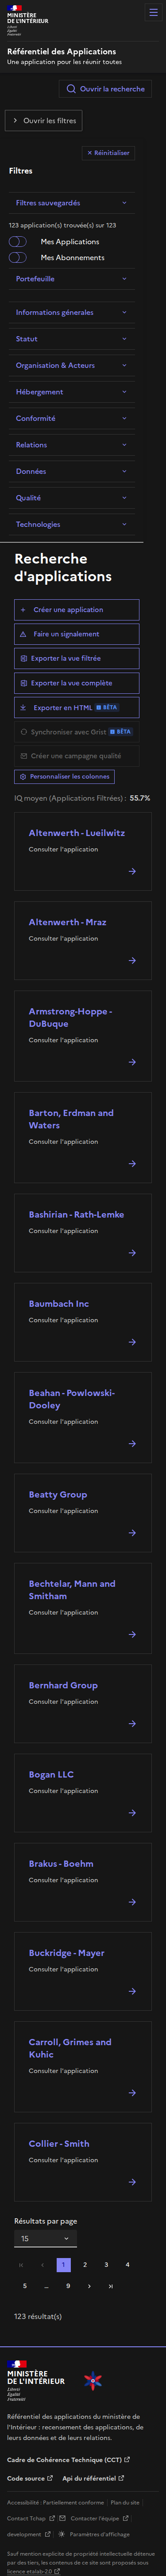 MINISTÈRE
DE L'INTÉRIEUR
Liberté
Égalité
Fraternité
Référentiel des Applications
Une application pour les réunir toutes
Ouvrir la recherche
Ouvrir les filtres
Réinitialiser
Filtres
Filtres sauvegardés
123 application(s) trouvée(s) sur 123
Mes Applications
Mes Abonnements
Portefeuille
Informations générales
Statut
Organisation & Acteurs
Hébergement
Conformité
Relations
Données
Qualité
Technologies
Recherche
d'applications
Créer une application
Faire un signalement
Exporter la vue filtrée
Exporter la vue complète
Exporter en HTML BÊTA
Synchroniser avec Grist BÊTA
Créer une campagne qualité
Personnaliser les colonnes
IQ moyen (Applications Filtrées) : 55.7%
Altenwerth - Lueilwitz
Consulter l'application
Altenwerth - Mraz
Consulter l'application
Armstrong-Hoppe -
DuBuque
Consulter l'application
Barton, Erdman and
Waters
Consulter l'application
Bashirian - Rath-Lemke
Consulter l'application
Baumbach Inc
Consulter l'application
Beahan - Powlowski-
Dooley
Consulter l'application
Beatty Group
Consulter l'application
Bechtelar, Mann and
Smitham
Consulter l'application
Bernhard Group
Consulter l'application
Bogan LLC
Consulter l'application
Brakus - Boehm
Consulter l'application
Buckridge - Mayer
Consulter l'application
Carroll, Grimes and
Kuhic
Consulter l'application
Collier - Smith
Consulter l'application
Résultats par page
15
1 2 3 4
5 … 9
123 résultat(s)
MINISTÈRE
DE L'INTÉRIEUR
Liberté
Égalité
Fraternité
Référentiel des applications du ministère de
l'Intérieur : recenser des applications, leurs
données et leurs relations.
Cadre de Cohérence Technique (CCT)
Code source Api du référentiel
Accessibilité : Partiellement conforme Plan du site
Contact Tchap Contacter l'équipe
development Paramètres d'affichage
Sauf mention explicite de propriété intellectuelle détenue
par des tiers, les contenus de ce site sont proposés sous
licence etalab-2.0